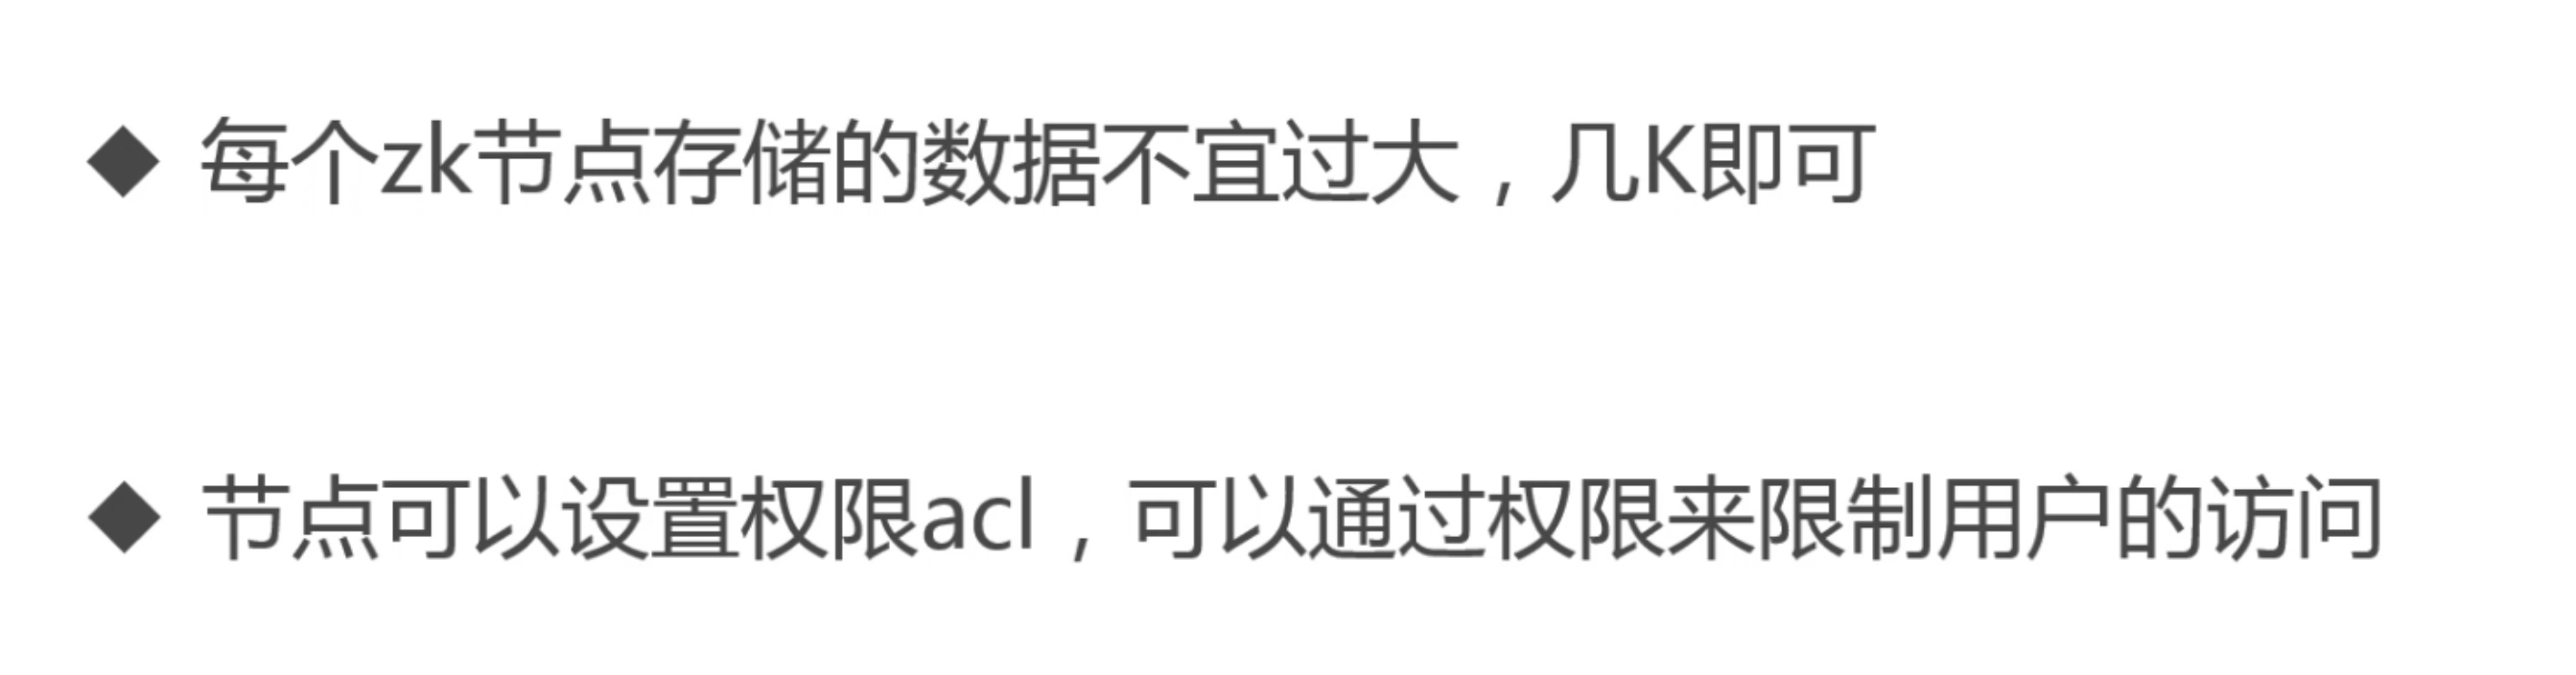 ◆ 每个zk节点存储的数据不宜过大，几K即可
◆ 节点可以设置权限acl，可以通过权限来限制用户的访问